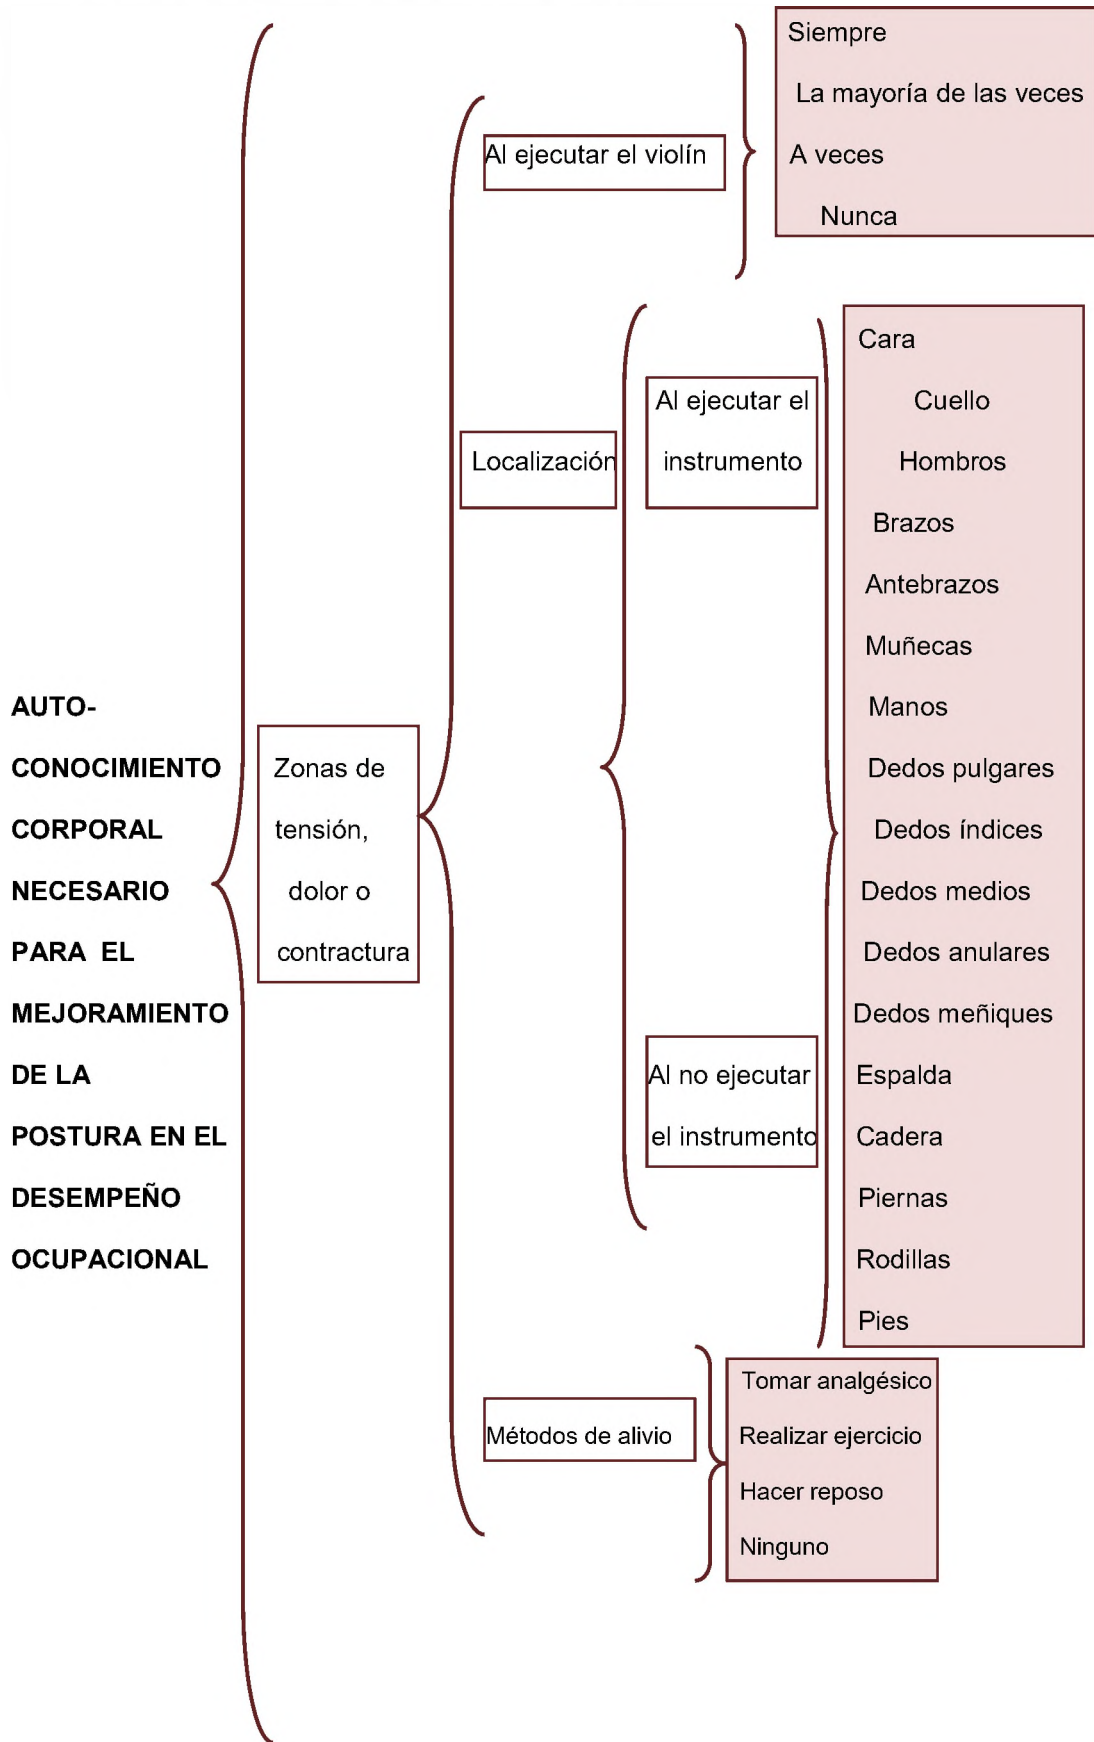 AUTO-
CONOCIMIENTO
CORPORAL
NECESARIO
PARA EL
MEJORAMIENTO
DE LA
POSTURA EN EL
DESEMPEÑO
OCUPACIONAL
Zonas de
tensión,
dolor o
contractura
Al ejecutar el violín
Siempre
La mayoría de las veces
A veces
Nunca
Localización
Al ejecutar el
instrumento
Al no ejecutar
el instrumento
Cara
Cuello
Hombros
Brazos
Antebrazos
Muñecas
Manos
Dedos pulgares
Dedos índices
Dedos medios
Dedos anulares
Dedos meñiques
Espalda
Cadera
Piernas
Rodillas
Pies
Métodos de alivio
Tomar analgésico
Realizar ejercicio
Hacer reposo
Ninguno